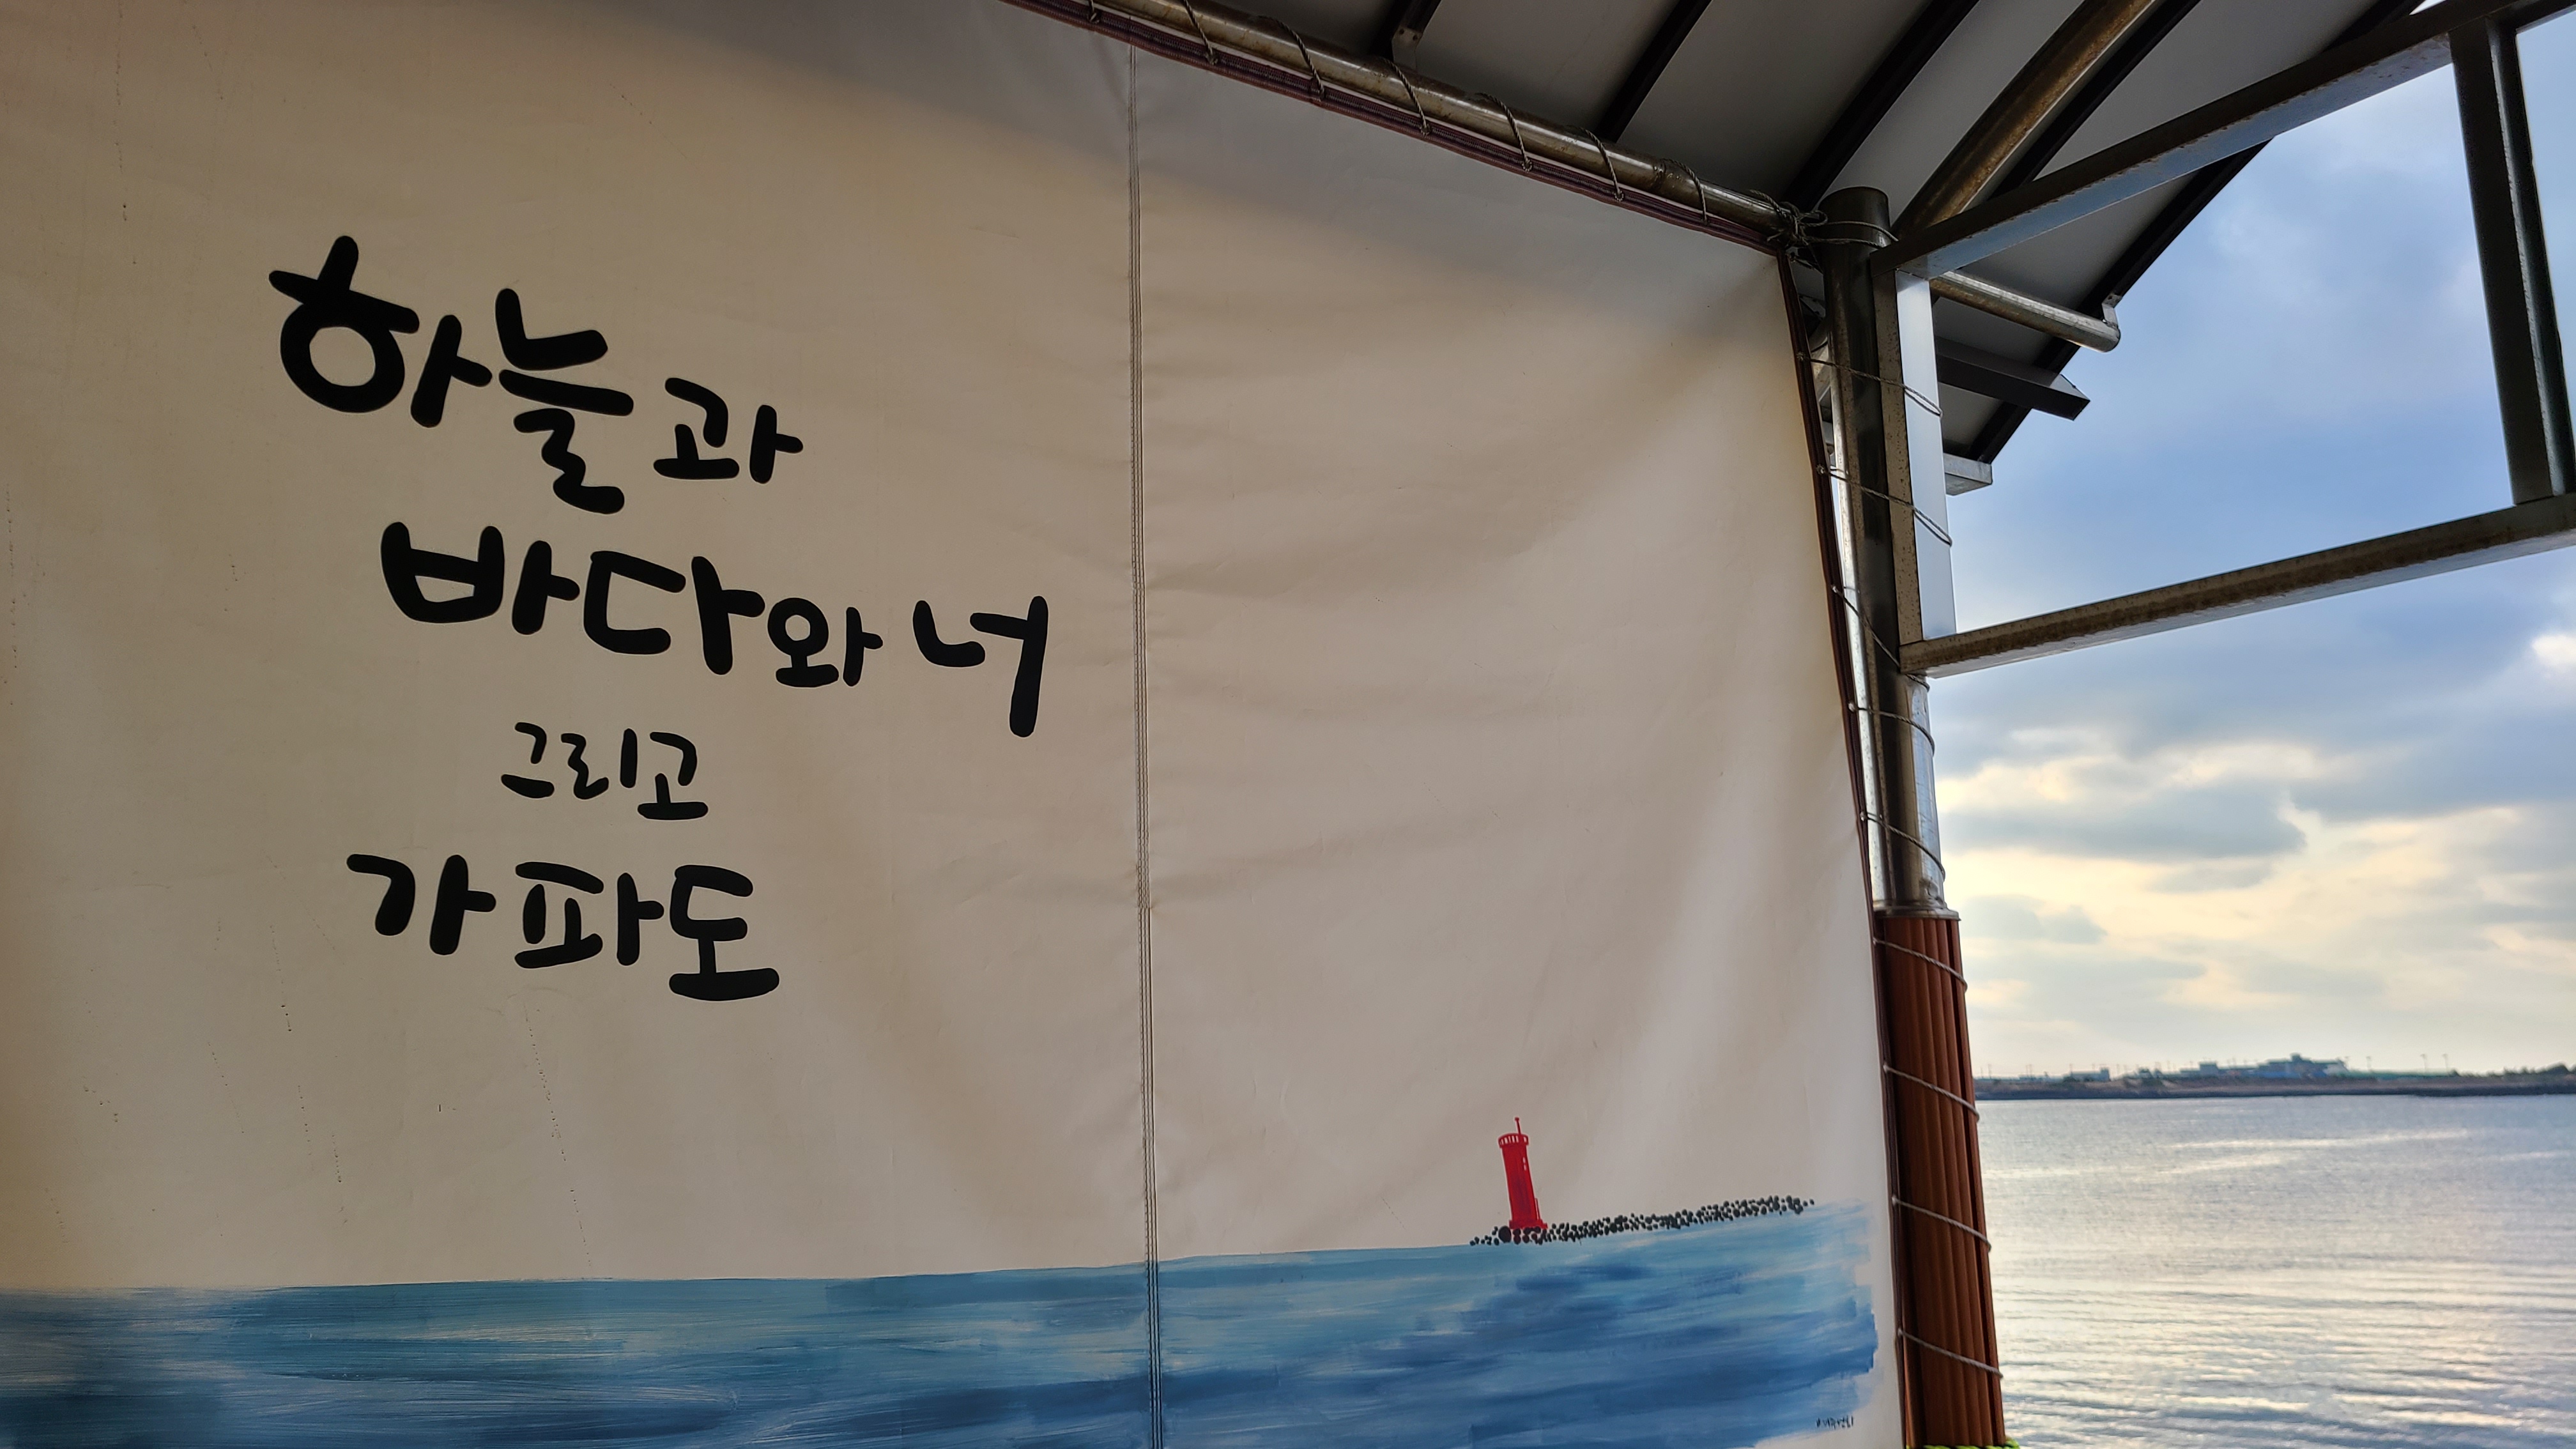 하늘과
바다와 너
그리고
가파도